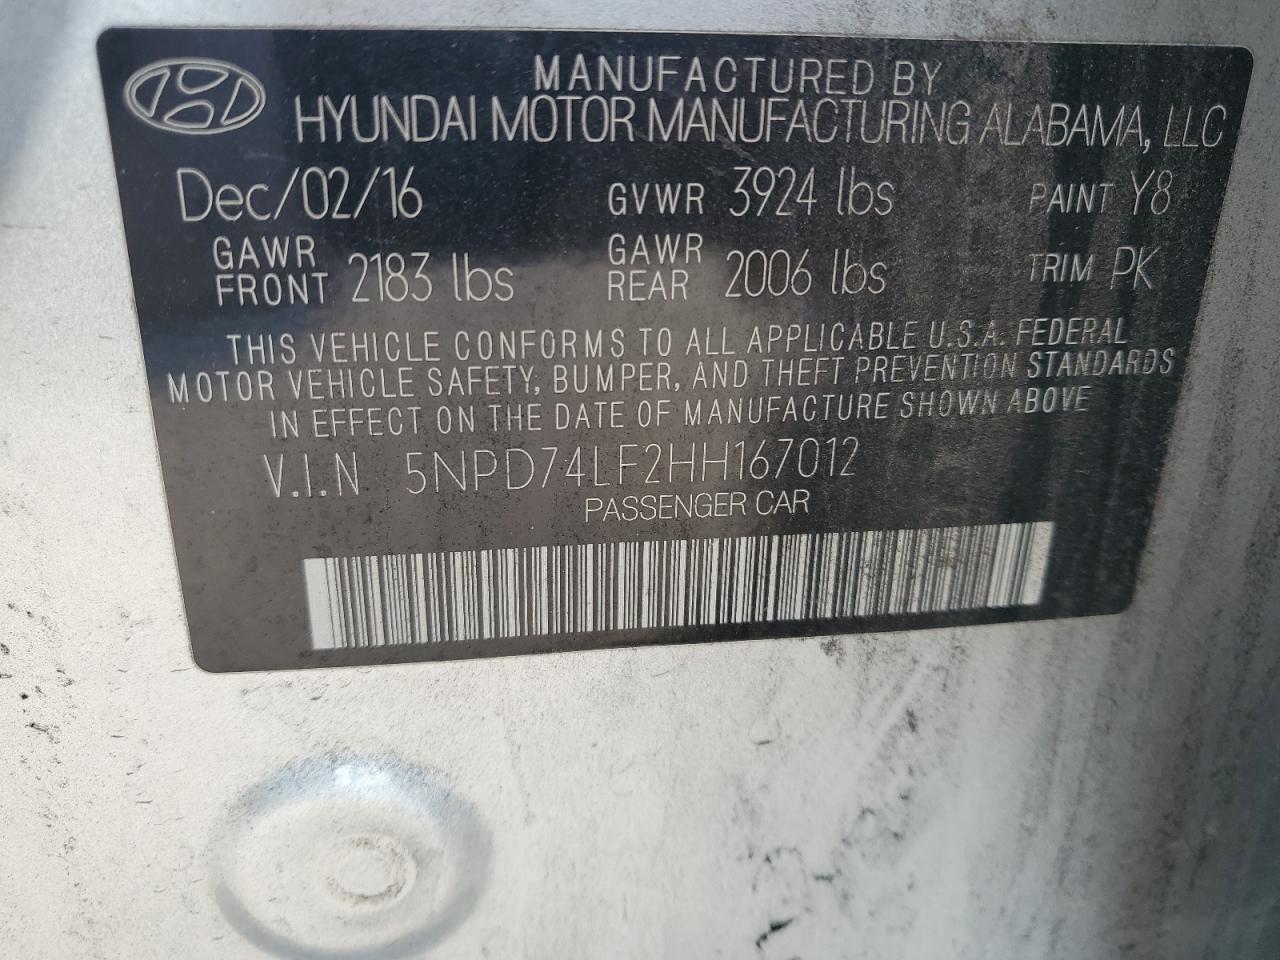 MANUFACTURED BY
HYUNDAI MOTOR MANUFACTURING ALABAMA, LLC
Dec/02/16 GVWR 3924 lbs PAINT Y8
GAWR FRONT 2183 lbs GAWR REAR 2006 lbs TRIM PK
THIS VEHICLE CONFORMS TO ALL APPLICABLE U.S.A. FEDERAL
MOTOR VEHICLE SAFETY, BUMPER, AND THEFT PREVENTION STANDARDS
IN EFFECT ON THE DATE OF MANUFACTURE SHOWN ABOVE
V.I.N 5NPD74LF2HH167012
PASSENGER CAR